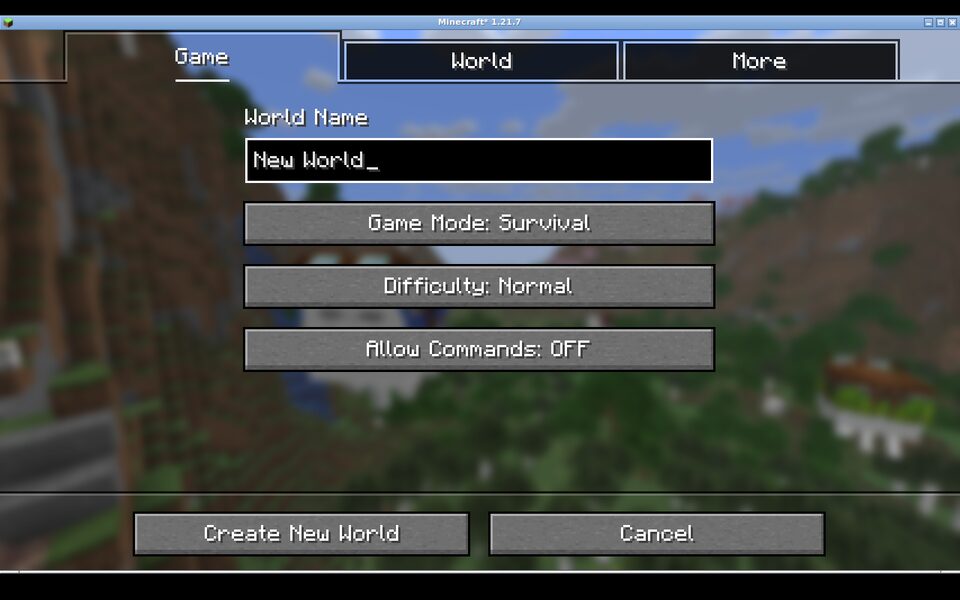 Minecraft* 1.21.7
Game
World
More
World Name
New World_
Game Mode: Survival
Difficulty: Normal
Allow Commands: OFF
Create New World
Cancel